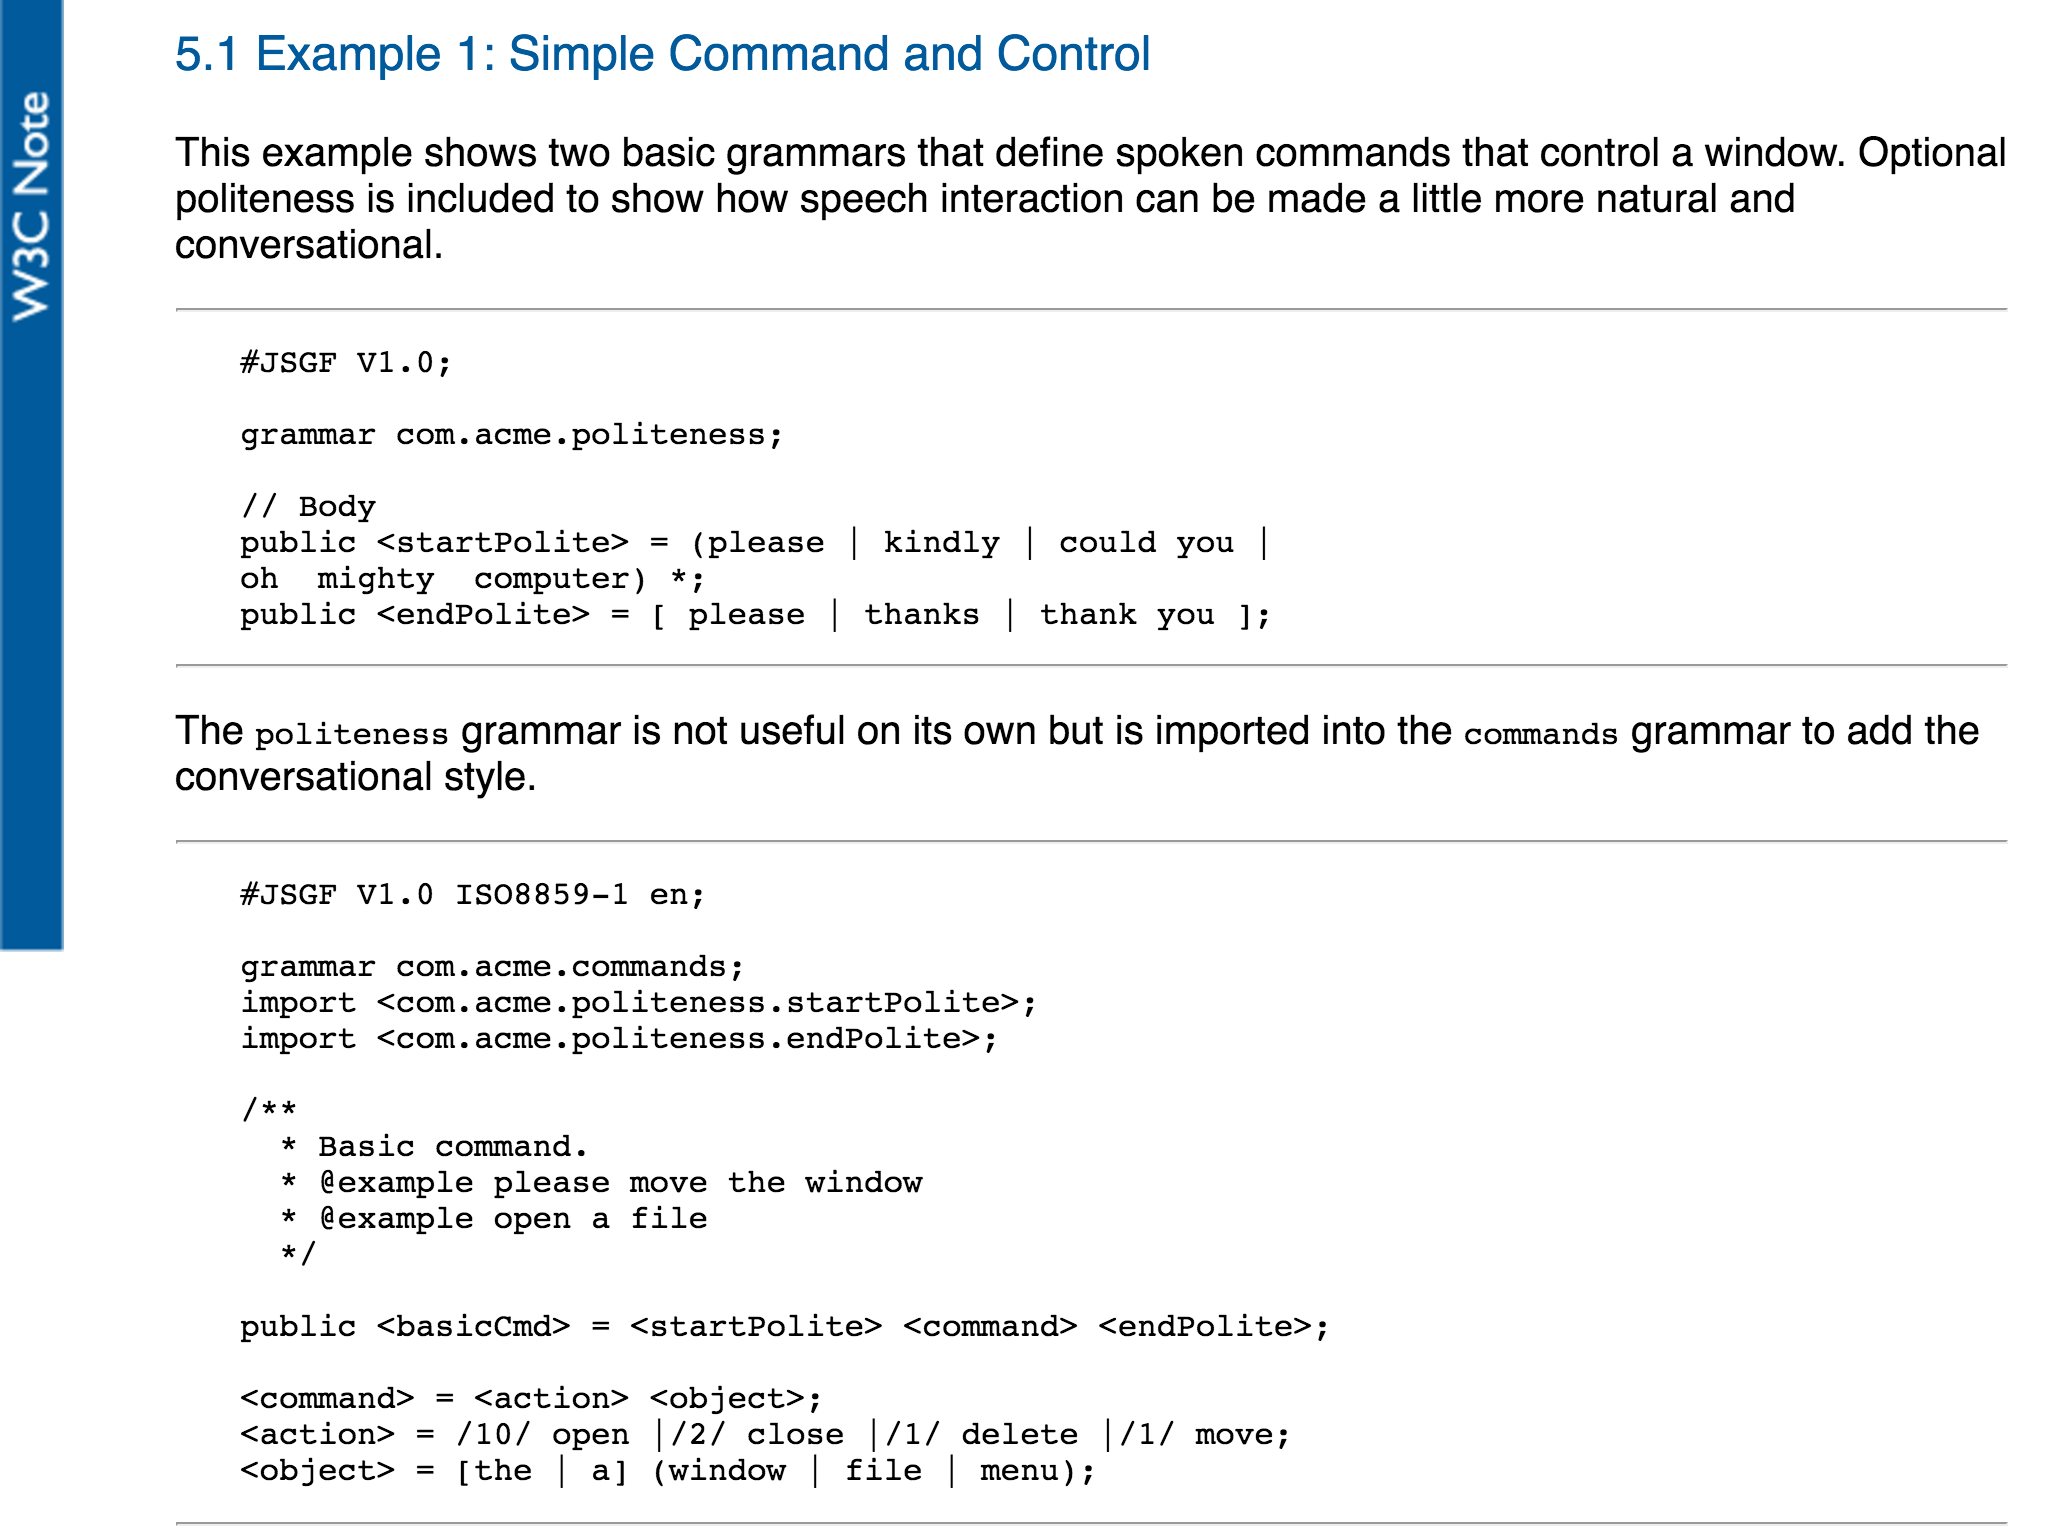 W3C Note
5.1 Example 1: Simple Command and Control
This example shows two basic grammars that define spoken commands that control a window. Optional
politeness is included to show how speech interaction can be made a little more natural and
conversational.
#JSGF V1.0;
grammar com.acme.politeness;
// Body
public <startPolite> = (please | kindly | could you |
oh  mighty  computer) *;
public <endPolite> = [ please | thanks | thank you ];
The politeness grammar is not useful on its own but is imported into the commands grammar to add the
conversational style.
#JSGF V1.0 ISO8859-1 en;
grammar com.acme.commands;
import <com.acme.politeness.startPolite>;
import <com.acme.politeness.endPolite>;
/**
  * Basic command.
  * @example please move the window
  * @example open a file
  */
public <basicCmd> = <startPolite> <command> <endPolite>;
<command> = <action> <object>;
<action> = /10/ open |/2/ close |/1/ delete |/1/ move;
<object> = [the | a] (window | file | menu);